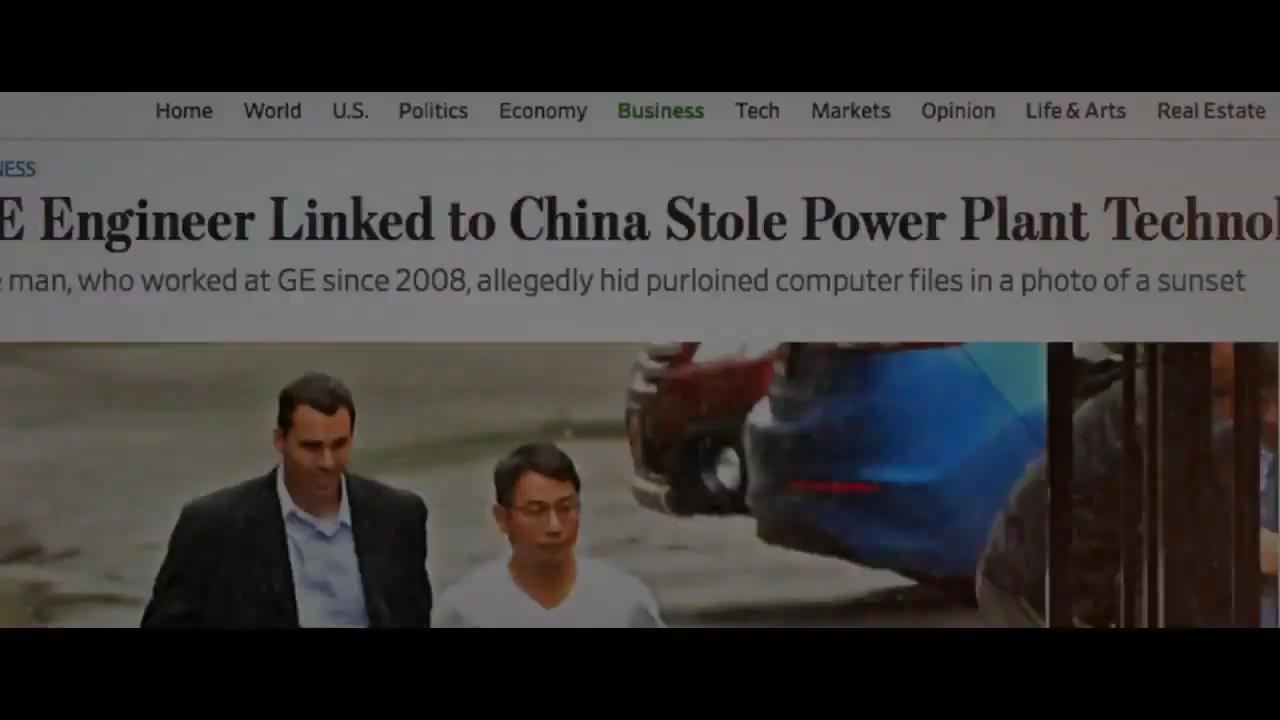 Home World U.S. Politics Economy Business Tech Markets Opinion Life & Arts Real Estate
NESS
E Engineer Linked to China Stole Power Plant Technol
e man, who worked at GE since 2008, allegedly hid purloined computer files in a photo of a sunset